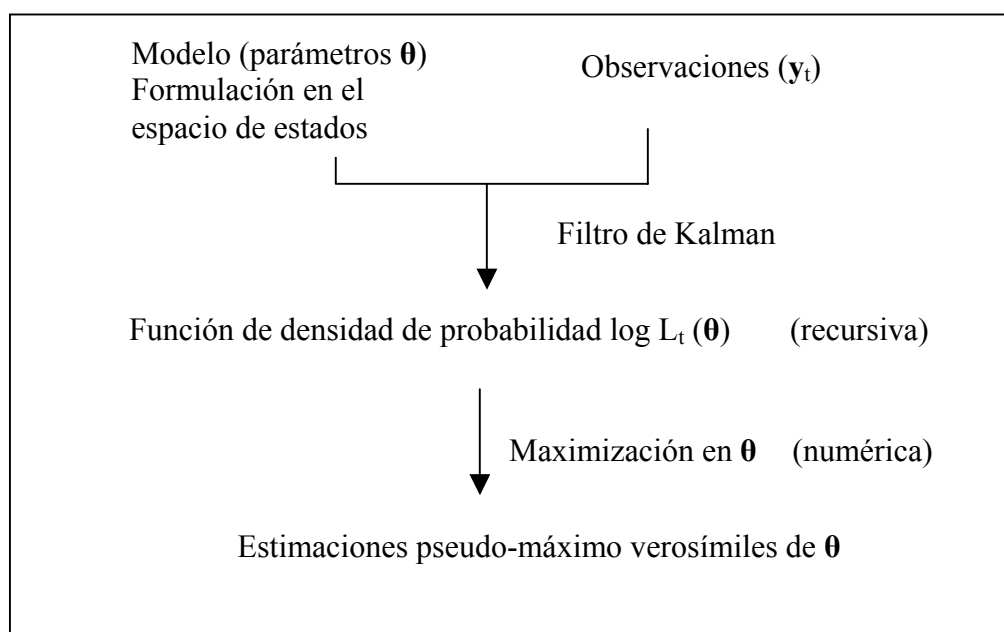 Modelo (parámetros θ)
Formulación en el
espacio de estados
Observaciones (yt)
Filtro de Kalman
Función de densidad de probabilidad log Lt (θ) (recursiva)
Maximización en θ (numérica)
Estimaciones pseudo-máximo verosímiles de θ